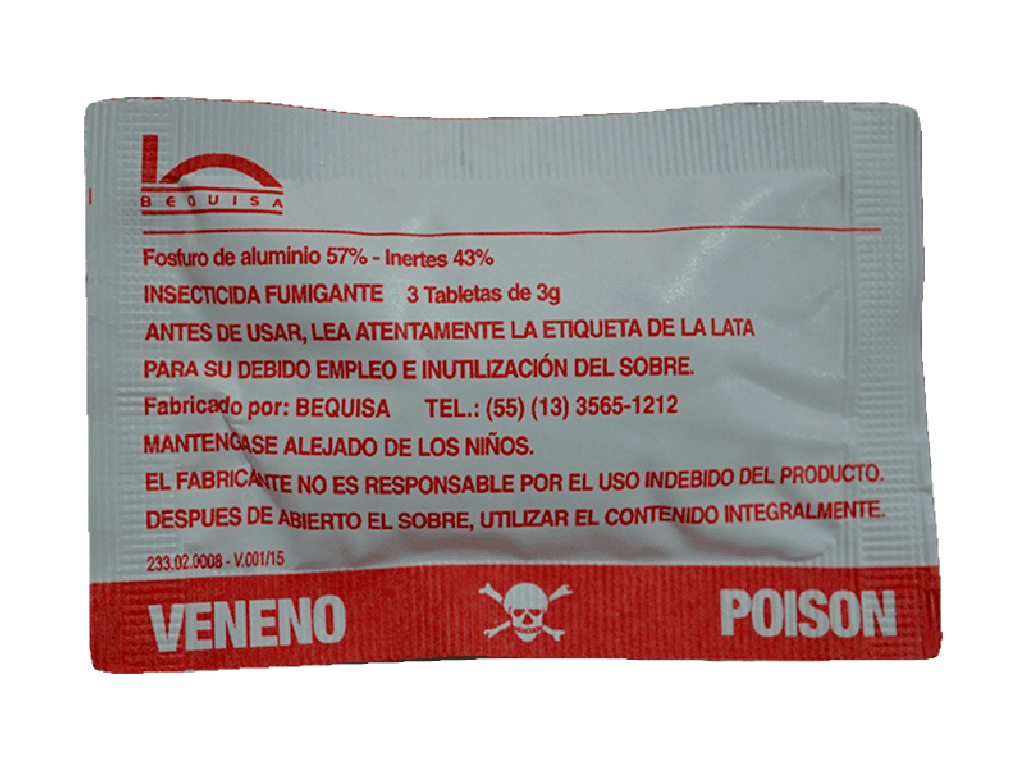 BEQUISA
Fosfuro de aluminio 57% - Inertes 43%
INSECTICIDA FUMIGANTE 3 Tabletas de 3g
ANTES DE USAR, LEA ATENTAMENTE LA ETIQUETA DE LA LATA
PARA SU DEBIDO EMPLEO E INUTILIZACIÓN DEL SOBRE.
Fabricado por: BEQUISA TEL.: (55) (13) 3565-1212
MANTENGASE ALEJADO DE LOS NIÑOS.
EL FABRICANTE NO ES RESPONSABLE POR EL USO INDEBIDO DEL PRODUCTO.
DESPUES DE ABIERTO EL SOBRE, UTILIZAR EL CONTENIDO INTEGRALMENTE.
233.02.0008 - V.001/15
VENENO POISON